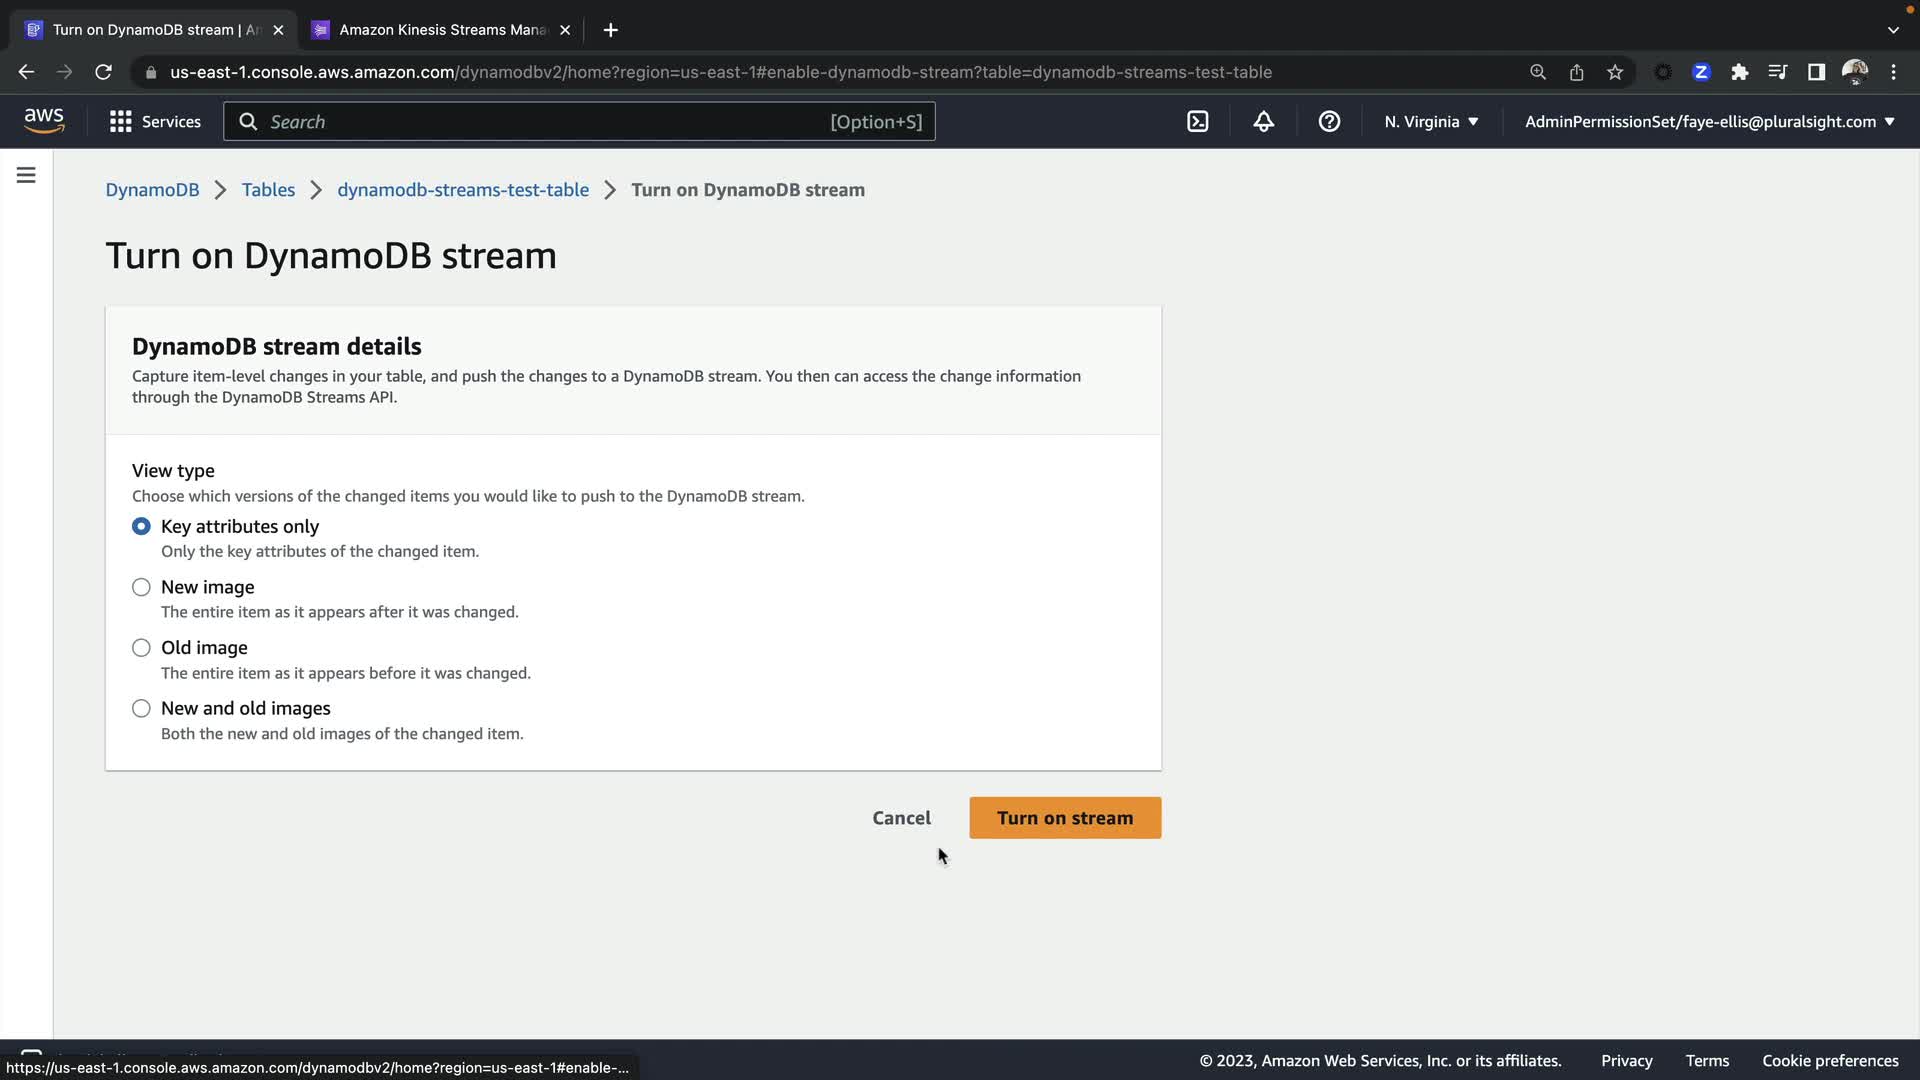 Turn on DynamoDB stream | Am
Amazon Kinesis Streams Mana
us-east-1.console.aws.amazon.com/dynamodbv2/home?region=us-east-1#enable-dynamodb-stream?table=dynamodb-streams-test-table
Z
aws
Services
Search
[Option+S]
N. Virginia
AdminPermissionSet/faye-ellis@pluralsight.com
DynamoDB
Tables
dynamodb-streams-test-table
Turn on DynamoDB stream
Turn on DynamoDB stream
DynamoDB stream details
Capture item-level changes in your table, and push the changes to a DynamoDB stream. You then can access the change information
through the DynamoDB Streams API.
View type
Choose which versions of the changed items you would like to push to the DynamoDB stream.
Key attributes only
Only the key attributes of the changed item.
New image
The entire item as it appears after it was changed.
Old image
The entire item as it appears before it was changed.
New and old images
Both the new and old images of the changed item.
Cancel
Turn on stream
© 2023, Amazon Web Services, Inc. or its affiliates.
Privacy
Terms
Cookie preferences
https://us-east-1.console.aws.amazon.com/dynamodbv2/home?region=us-east-1#enable-...